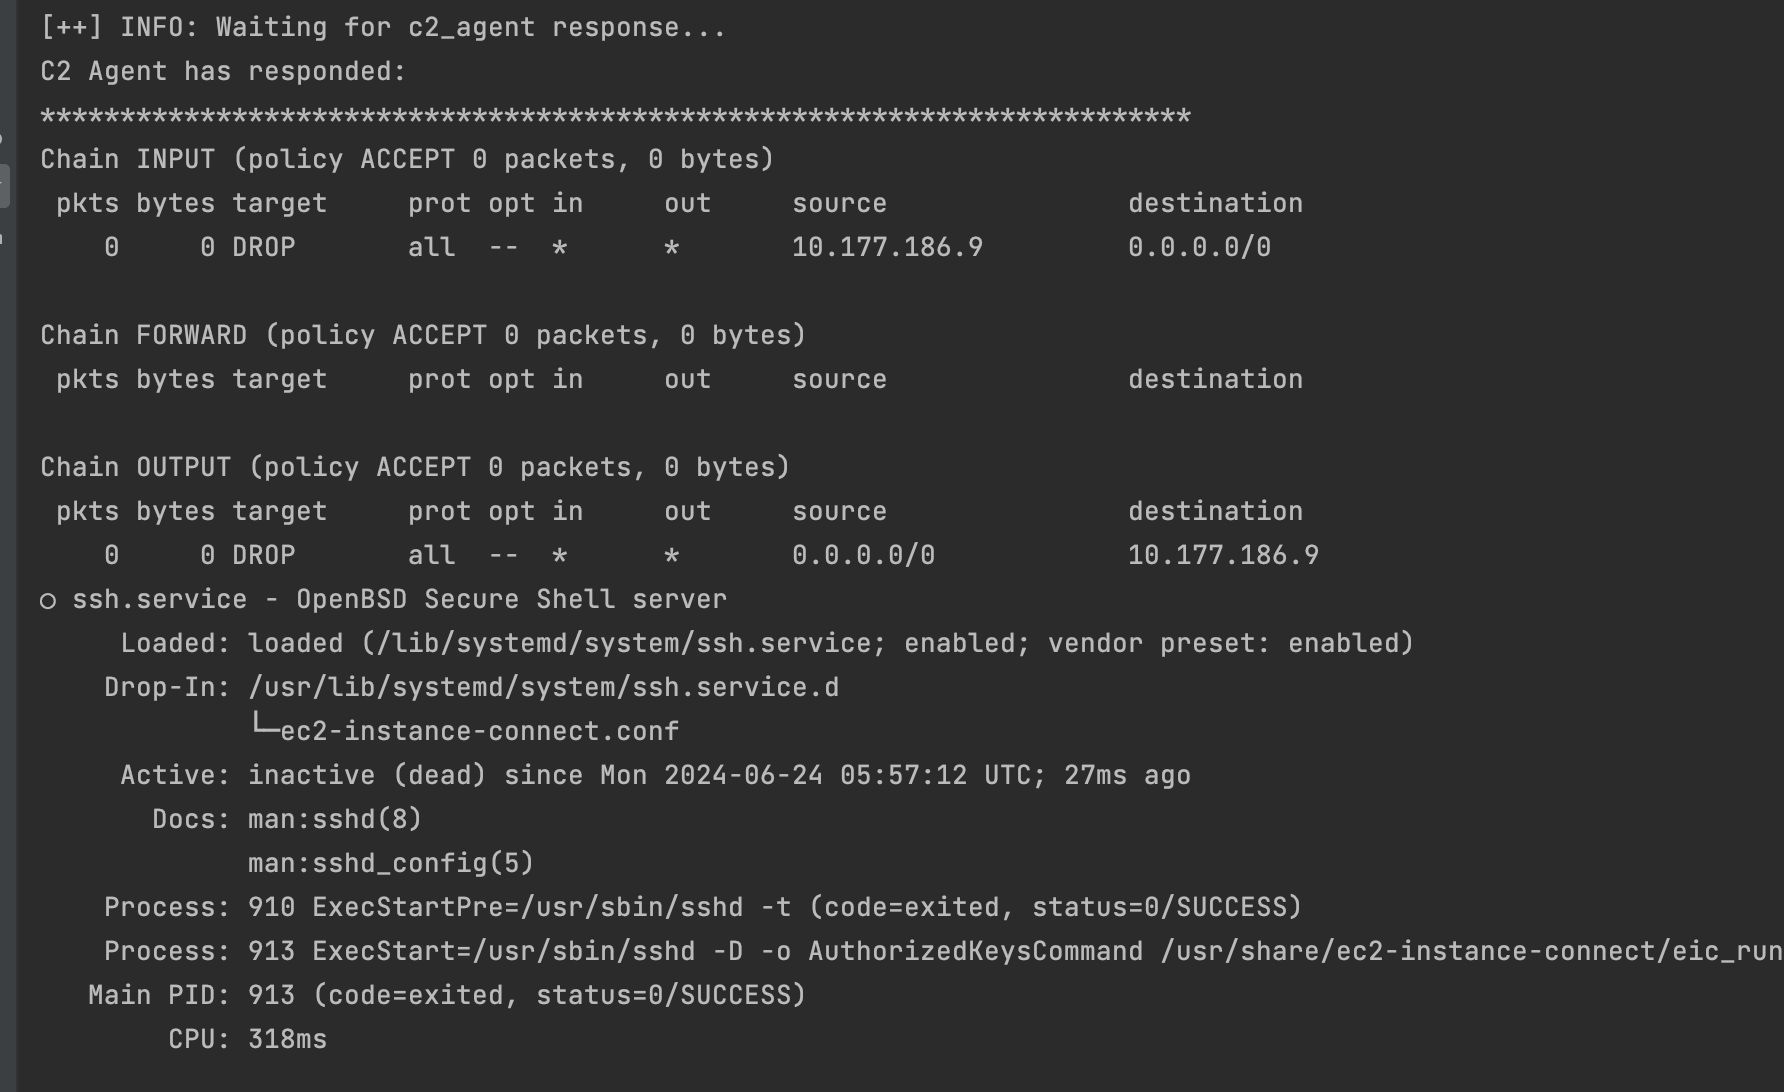 [++] INFO: Waiting for c2_agent response...
C2 Agent has responded:
************************************************************************
Chain INPUT (policy ACCEPT 0 packets, 0 bytes)
 pkts bytes target     prot opt in     out     source               destination
    0     0 DROP       all  --  *      *       10.177.186.9         0.0.0.0/0

Chain FORWARD (policy ACCEPT 0 packets, 0 bytes)
 pkts bytes target     prot opt in     out     source               destination

Chain OUTPUT (policy ACCEPT 0 packets, 0 bytes)
 pkts bytes target     prot opt in     out     source               destination
    0     0 DROP       all  --  *      *       0.0.0.0/0            10.177.186.9
○ ssh.service - OpenBSD Secure Shell server
     Loaded: loaded (/lib/systemd/system/ssh.service; enabled; vendor preset: enabled)
    Drop-In: /usr/lib/systemd/system/ssh.service.d
             └─ec2-instance-connect.conf
     Active: inactive (dead) since Mon 2024-06-24 05:57:12 UTC; 27ms ago
       Docs: man:sshd(8)
             man:sshd_config(5)
    Process: 910 ExecStartPre=/usr/sbin/sshd -t (code=exited, status=0/SUCCESS)
    Process: 913 ExecStart=/usr/sbin/sshd -D -o AuthorizedKeysCommand /usr/share/ec2-instance-connect/eic_run
   Main PID: 913 (code=exited, status=0/SUCCESS)
        CPU: 318ms